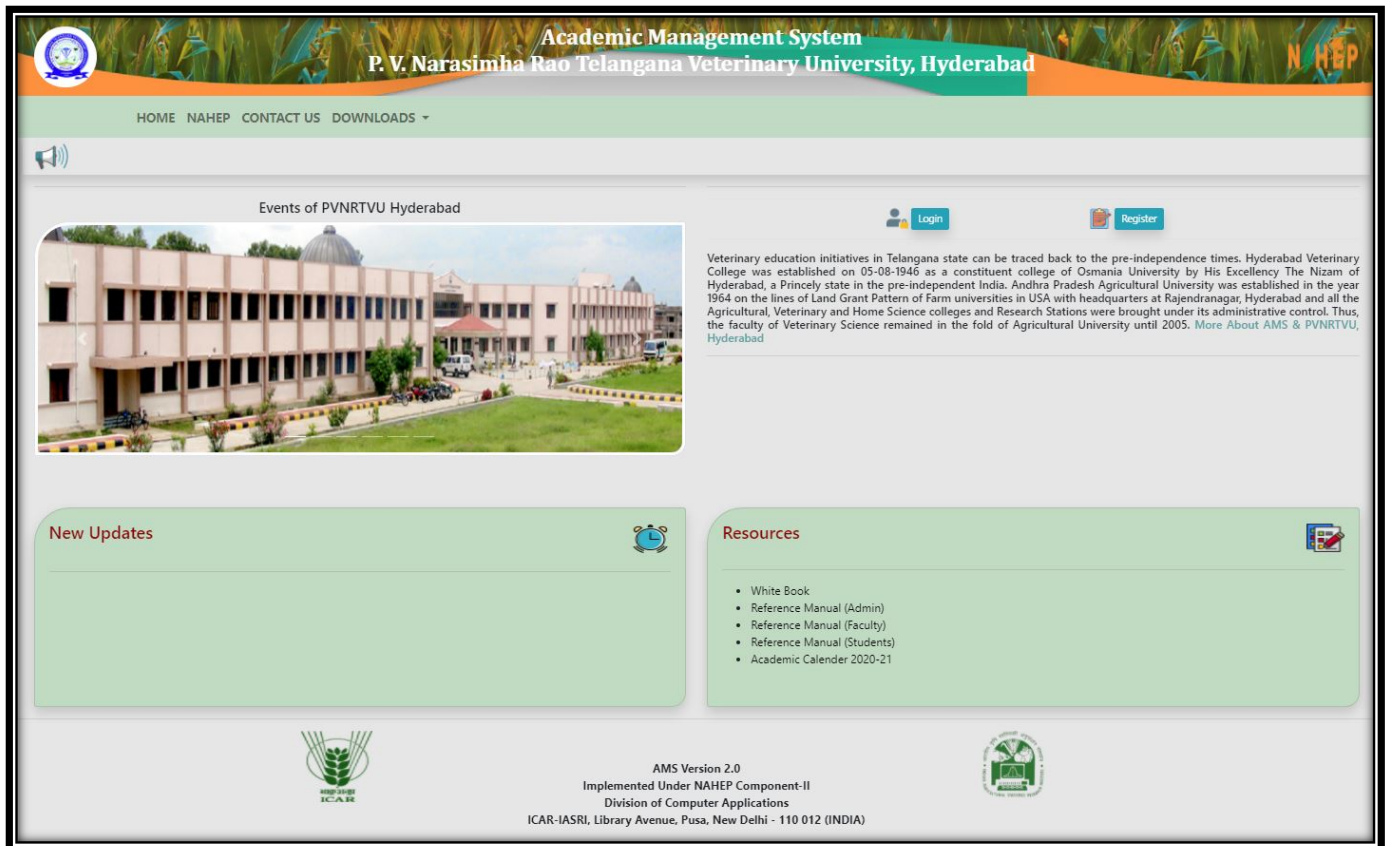 Academic Management System
P. V. Narasimha Rao Telangana Veterinary University, Hyderabad
NAHEP
HOME NAHEP CONTACT US DOWNLOADS
Events of PVNRTVU Hyderabad
Login
Register
Veterinary education initiatives in Telangana state can be traced back to the pre-independence times. Hyderabad Veterinary
College was established on 05-08-1946 as a constituent college of Osmania University by His Excellency The Nizam of
Hyderabad, a Princely state in the pre-independent India. Andhra Pradesh Agricultural University was established in the year
1964 on the lines of Land Grant Pattern of Farm universities in USA with headquarters at Rajendranagar, Hyderabad and all the
Agricultural, Veterinary and Home Science colleges and Research Stations were brought under its administrative control. Thus,
the faculty of Veterinary Science remained in the fold of Agricultural University until 2005. More About AMS & PVNRTVU,
Hyderabad
New Updates
Resources
White Book
Reference Manual (Admin)
Reference Manual (Faculty)
Reference Manual (Students)
Academic Calender 2020-21
ICAR
AMS Version 2.0
Implemented Under NAHEP Component-II
Division of Computer Applications
ICAR-IASRI, Library Avenue, Pusa, New Delhi - 110 012 (INDIA)